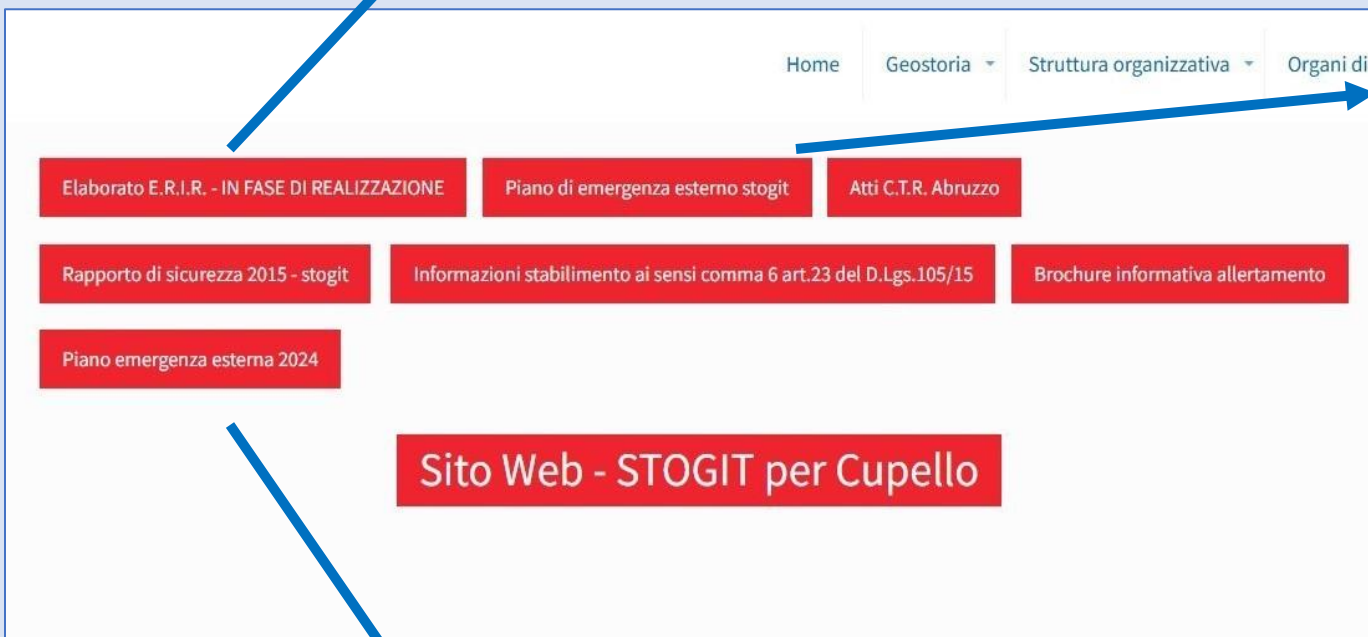 Home Geostoria Struttura organizzativa Organi di
Elaborato E.R.I.R. - IN FASE DI REALIZZAZIONE Piano di emergenza esterno stogit Atti C.T.R. Abruzzo
Rapporto di sicurezza 2015 - stogit Informazioni stabilimento ai sensi comma 6 art.23 del D.Lgs.105/15 Brochure informativa allertamento
Piano emergenza esterna 2024
Sito Web - STOGIT per Cupello